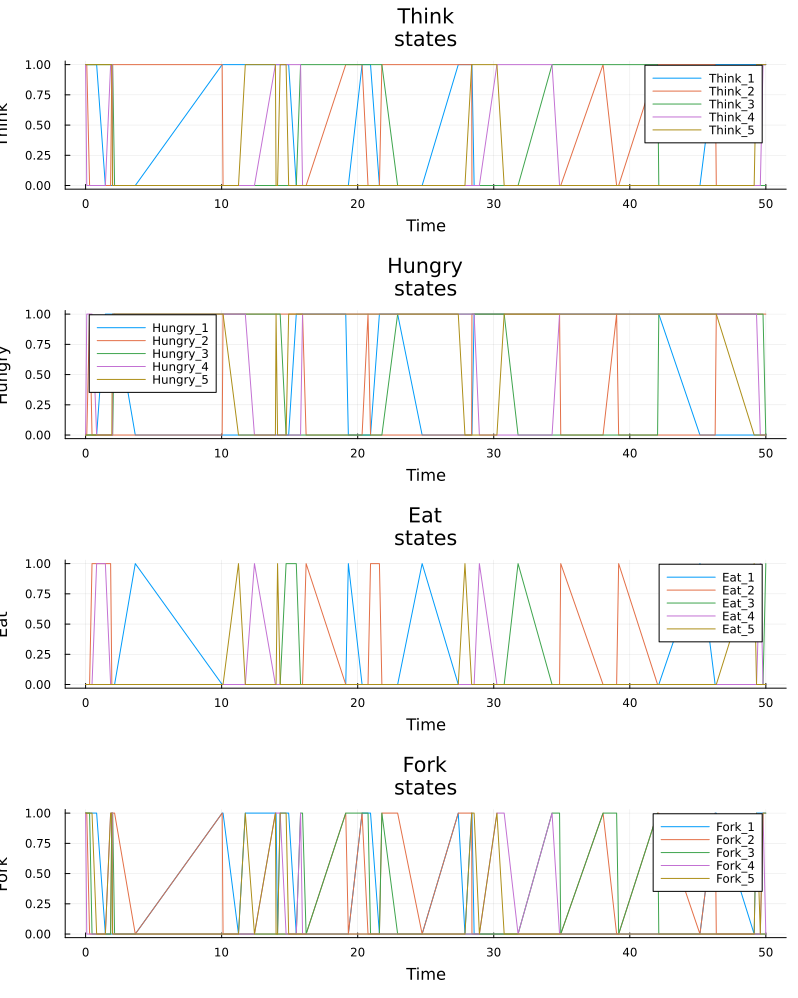 Think
states
1.00
0.75
0.50
0.25
0.00
Think
Think_1
Think_2
Think_3
Think_4
Think_5
0 10 20 30 40 50
Time
Hungry
states
1.00
0.75
0.50
0.25
0.00
Hungry
Hungry_1
Hungry_2
Hungry_3
Hungry_4
Hungry_5
0 10 20 30 40 50
Time
Eat
states
1.00
0.75
0.50
0.25
0.00
Eat
Eat_1
Eat_2
Eat_3
Eat_4
Eat_5
0 10 20 30 40 50
Time
Fork
states
1.00
0.75
0.50
0.25
0.00
Fork
Fork_1
Fork_2
Fork_3
Fork_4
Fork_5
0 10 20 30 40 50
Time